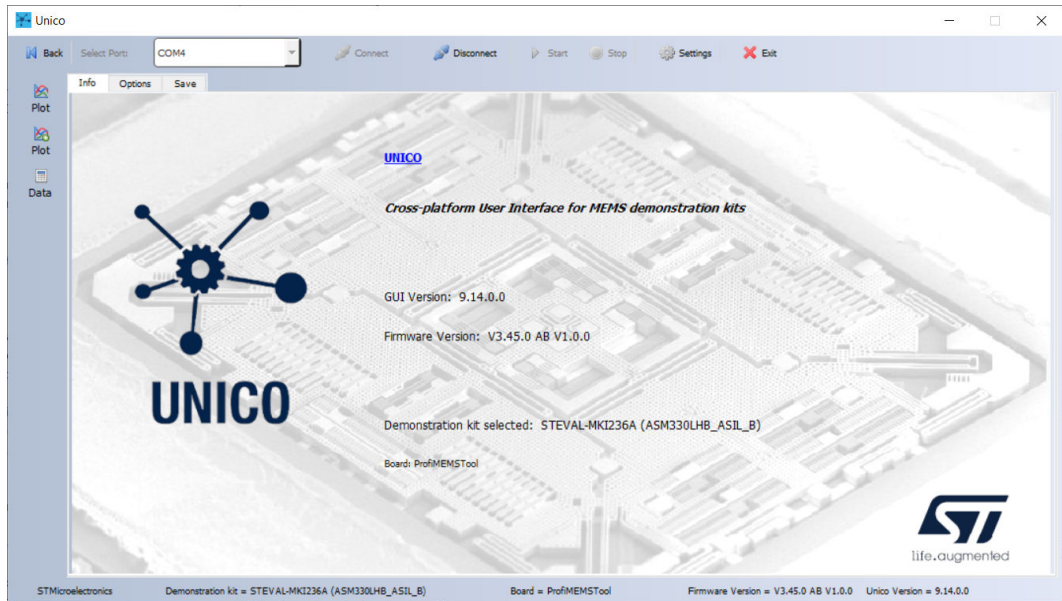 Unico
Back Select Port: COM4 Connect Disconnect Start Stop Settings Exit
Info Options Save
Plot
Plot
Data
UNICO
Cross-platform User Interface for MEMS demonstration kits
GUI Version: 9.14.0.0
Firmware Version: V3.45.0 AB V1.0.0
UNICO
Demonstration kit selected: STEVAL-MKI236A (ASM330LHB_ASIL_B)
Board: ProfiMEMSTool
ST
life.augmented
STMicroelectronics Demonstration kit = STEVAL-MKI236A (ASM330LHB_ASIL_B) Board = ProfiMEMSTool Firmware Version = V3.45.0 AB V1.0.0 Unico Version = 9.14.0.0